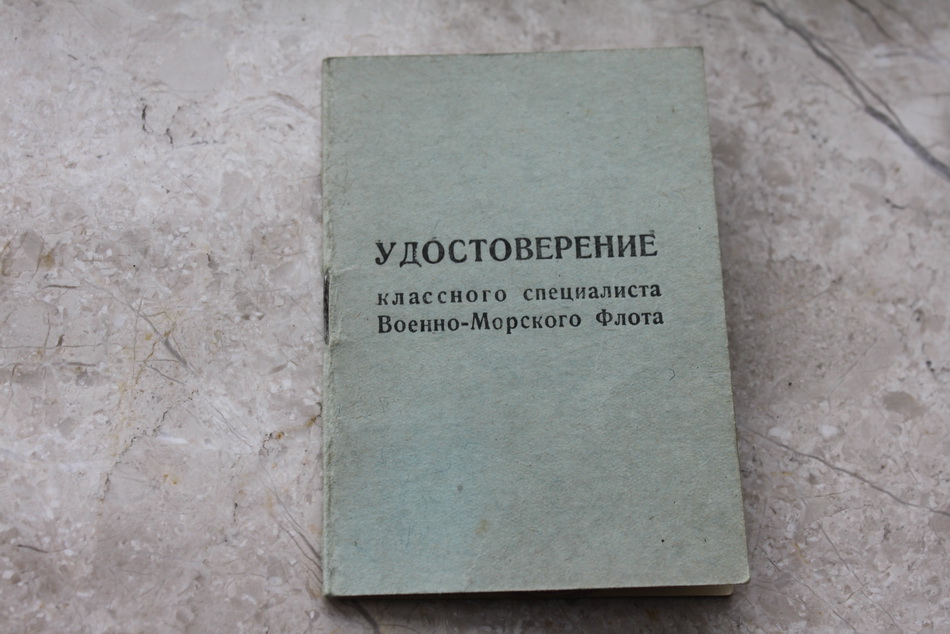 УДОСТОВЕРЕНИЕ
классного специалиста
Военно-Морского Флота